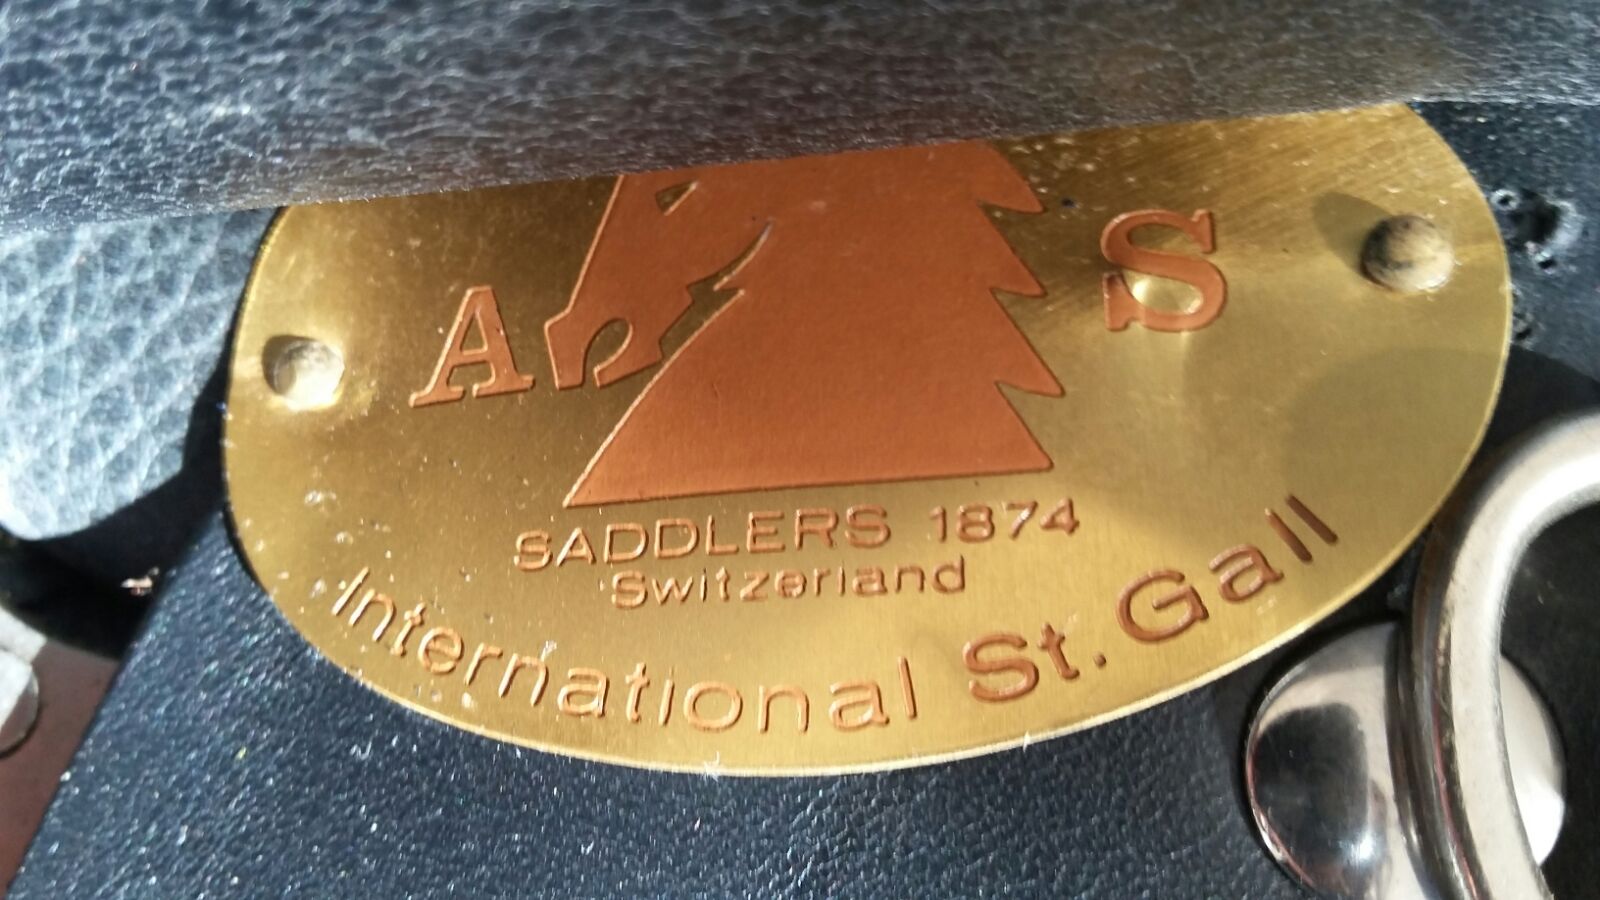 A S
SADDLERS 1874
Switzerland
International St. Gall